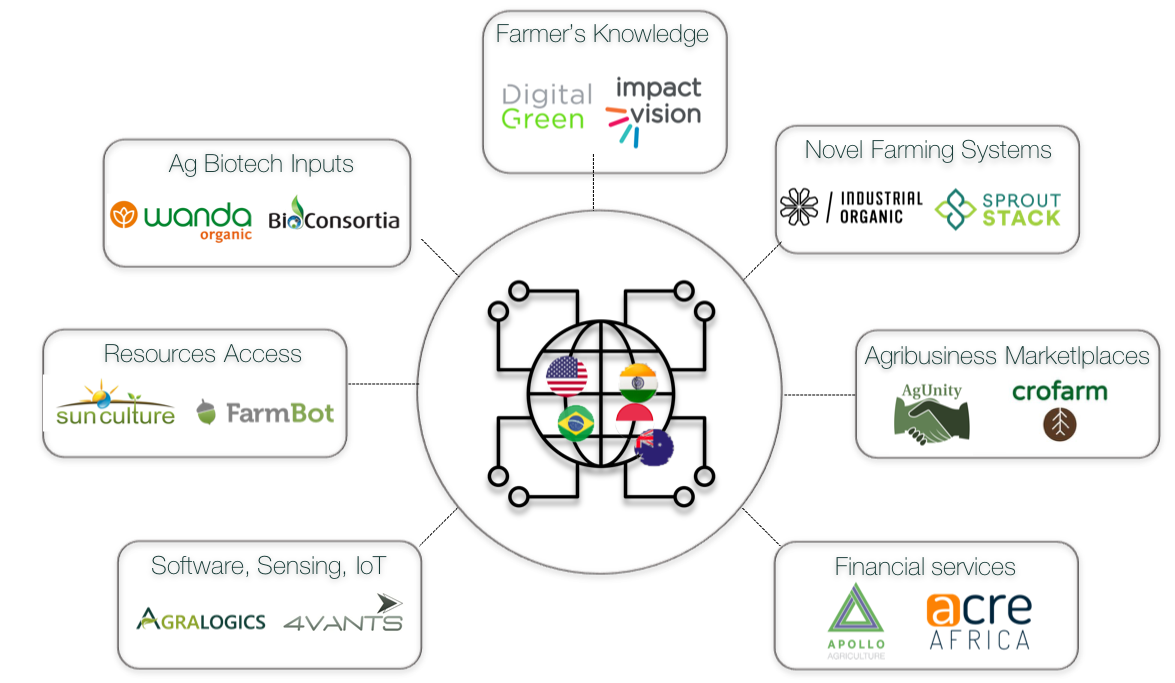 Farmer's Knowledge
Digital
Green
impact
vision
Ag Biotech Inputs
wanda
organic
BioConsortia
Novel Farming Systems
INDUSTRIAL
ORGANIC
SPROUT
STACK
Resources Access
sunculture
FarmBot
Agribusiness Marketlplaces
AgUnity
crofarm
Software, Sensing, IoT
AGRALOGICS
4VANTS
Financial services
APOLLO
AGRICULTURE
acre
AFRICA